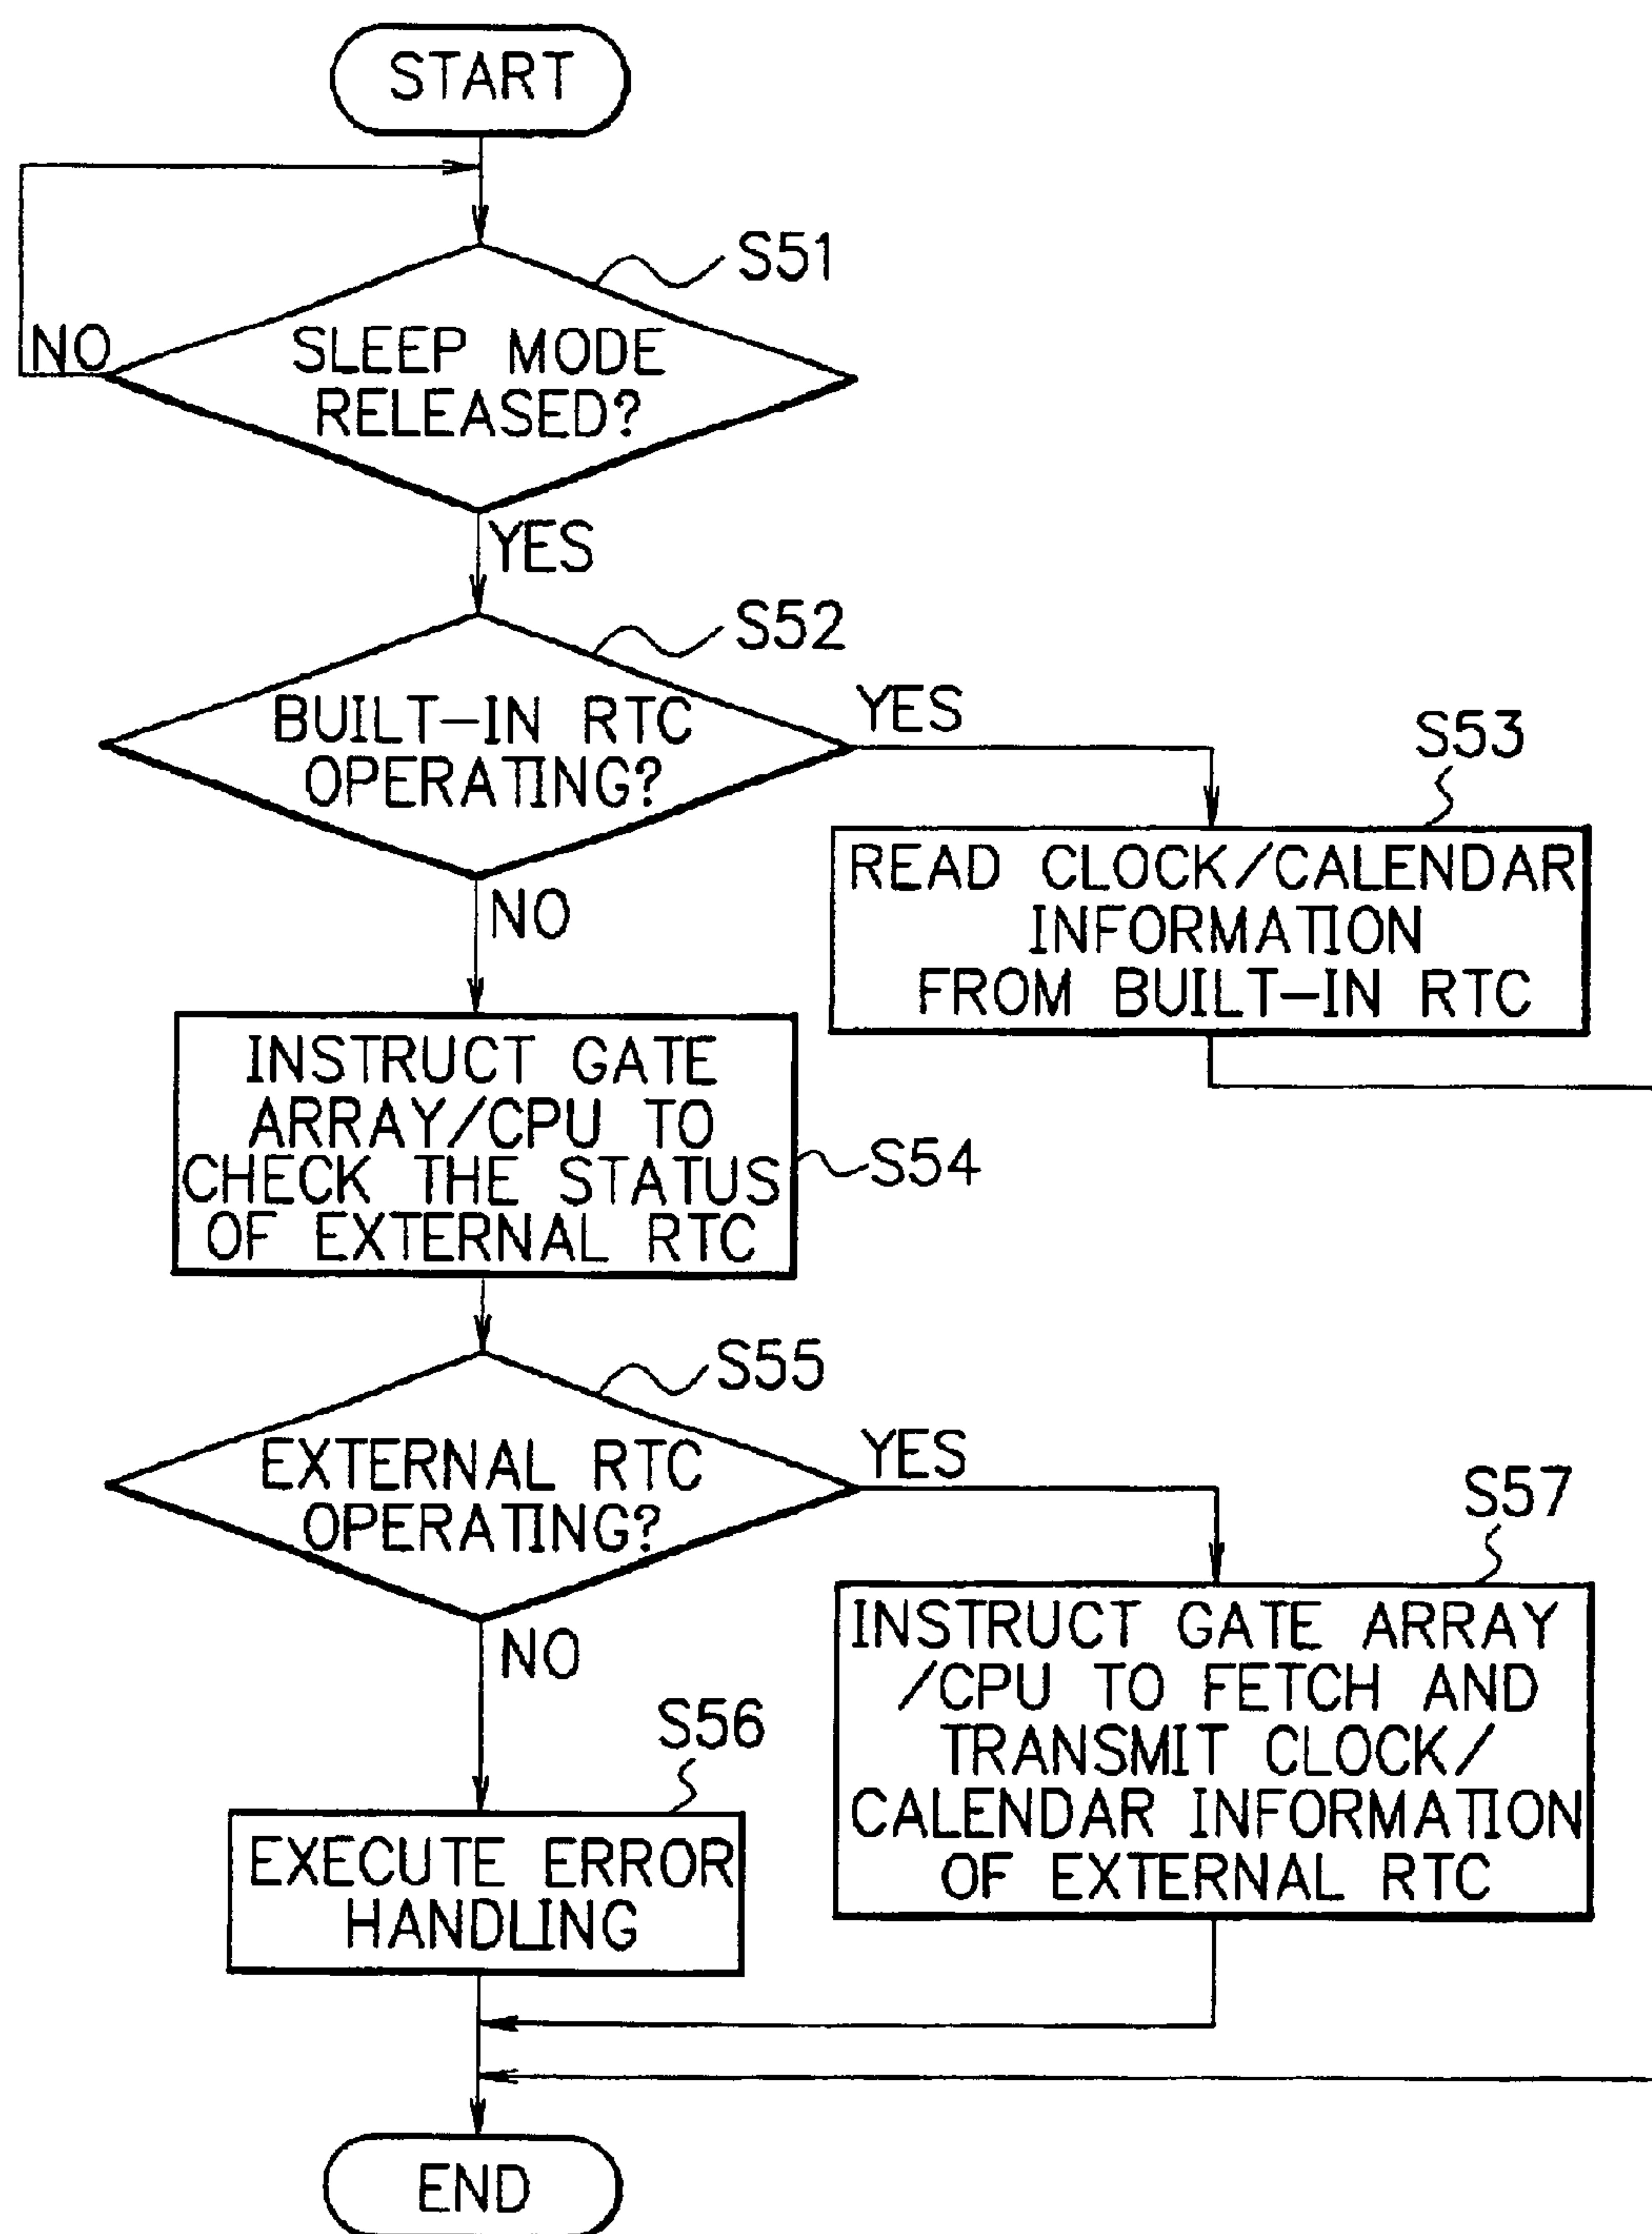 START
S51
NO
SLEEP MODE
RELEASED?
YES
S52
BUILT-IN RTC
OPERATING?
YES
S53
READ CLOCK/CALENDAR
INFORMATION
FROM BUILT-IN RTC
NO
INSTRUCT GATE
ARRAY/CPU TO
CHECK THE STATUS
OF EXTERNAL RTC
S54
S55
EXTERNAL RTC
OPERATING?
YES
S57
INSTRUCT GATE ARRAY
/CPU TO FETCH AND
TRANSMIT CLOCK/
CALENDAR INFORMATION
OF EXTERNAL RTC
NO
S56
EXECUTE ERROR
HANDLING
END